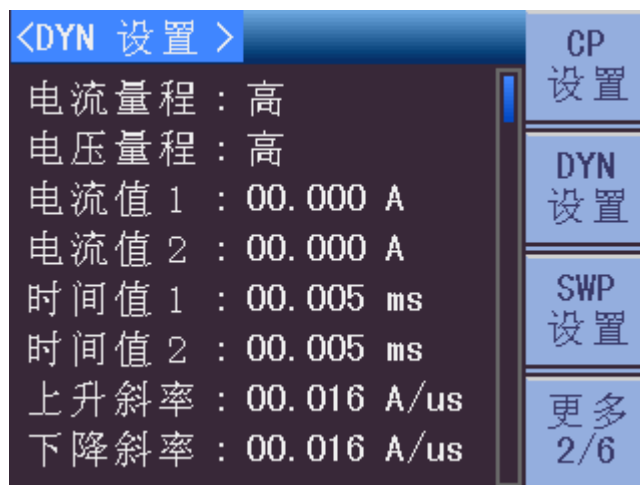 <DYN 设置 >
电流量程：高
电压量程：高
电流值１：00.000 A
电流值２：00.000 A
时间值１：00.005 ms
时间值２：00.005 ms
上升斜率：00.016 A/us
下降斜率：00.016 A/us
CP
设置
DYN
设置
SWP
设置
更多
2/6